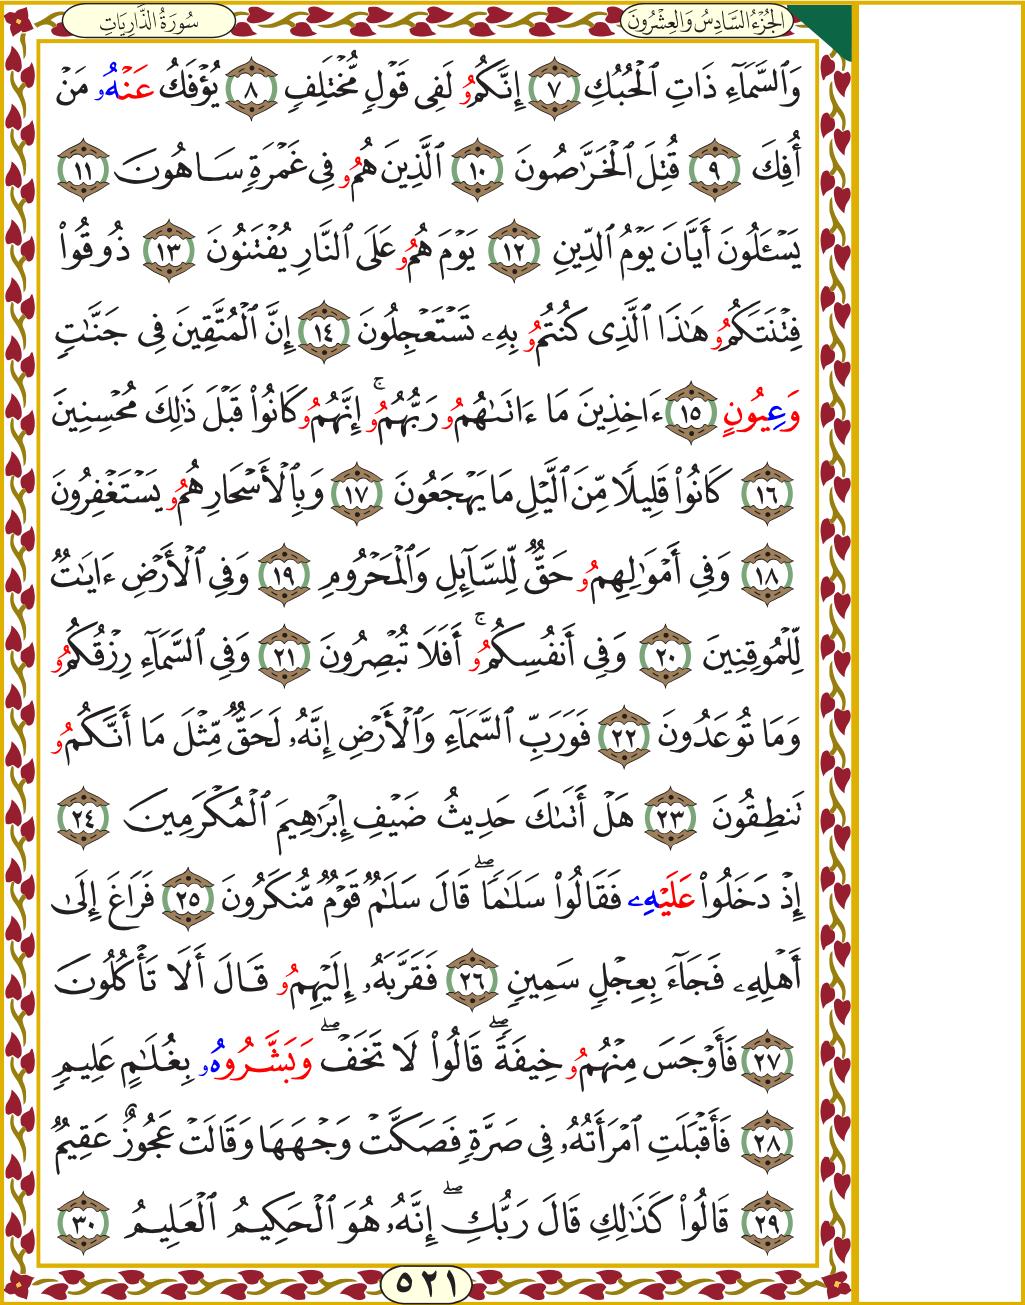 الجُزْءُ السَّادِسُ وَالعِشْرُونَ
سُورَةُ الذَّارِيَاتِ
وَٱلسَّمَآءِ ذَاتِ ٱلْحُبُكِ ٧ إِنَّكُمُۥ لَفِى قَوْلٍ مُّخْتَلِفٍ ٨ يُؤْفَكُ عَنْهُۥ مَنْ
أُفِكَ ٩ قُتِلَ ٱلْخَرَّٰصُونَ ١٠ ٱلَّذِينَ هُمُۥ فِى غَمْرَةٍ سَاهُونَ ١١
يَسْـَٔلُونَ أَيَّانَ يَوْمُ ٱلدِّينِ ١٢ يَوْمَ هُمُۥ عَلَى ٱلنَّارِ يُفْتَنُونَ ١٣ ذُوقُوا۟
فِتْنَتَكُمُۥ هَٰذَا ٱلَّذِى كُنتُمُۥ بِهِۦ تَسْتَعْجِلُونَ ١٤ إِنَّ ٱلْمُتَّقِينَ فِى جَنَّٰتٍ
وَعِيُونٍ ١٥ ءَاخِذِينَ مَا ءَاتَىٰهُمُۥ رَبُّهُمُۥ ۚ إِنَّهُمُۥ كَانُوا۟ قَبْلَ ذَٰلِكَ مُحْسِنِينَ
١٦ كَانُوا۟ قَلِيلًا مِّنَ ٱلَّيْلِ مَا يَهْجَعُونَ ١٧ وَبِٱلْأَسْحَارِ هُمُۥ يَسْتَغْفِرُونَ
١٨ وَفِى أَمْوَٰلِهِمُۥ حَقٌّ لِّلسَّآئِلِ وَٱلْمَحْرُومِ ١٩ وَفِى ٱلْأَرْضِ ءَايَٰتٌ
لِّلْمُوقِنِينَ ٢٠ وَفِى أَنفُسِكُمُۥ ۚ أَفَلَا تُبْصِرُونَ ٢١ وَفِى ٱلسَّمَآءِ رِزْقُكُمُۥ
وَمَا تُوعَدُونَ ٢٢ فَوَرَبِّ ٱلسَّمَآءِ وَٱلْأَرْضِ إِنَّهُۥ لَحَقٌّ مِّثْلَ مَا أَنَّكُمُۥ
تَنطِقُونَ ٢٣ هَلْ أَتَىٰكَ حَدِيثُ ضَيْفِ إِبْرَٰهِيمَ ٱلْمُكْرَمِينَ ٢٤
إِذْ دَخَلُوا۟ عَلَيْهِۦ فَقَالُوا۟ سَلَٰمًا ۖ قَالَ سَلَٰمٌ قَوْمٌ مُّنكَرُونَ ٢٥ فَرَاغَ إِلَىٰ
أَهْلِهِۦ فَجَآءَ بِعِجْلٍ سَمِينٍ ٢٦ فَقَرَّبَهُۥ إِلَيْهِمُۥ قَالَ أَلَا تَأْكُلُونَ
٢٧ فَأَوْجَسَ مِنْهُمُۥ خِيفَةً ۖ قَالُوا۟ لَا تَخَفْ ۖ وَبَشَّرُوهُۥ بِغُلَٰمٍ عَلِيمٍ
٢٨ فَأَقْبَلَتِ ٱمْرَأَتُهُۥ فِى صَرَّةٍ فَصَكَّتْ وَجْهَهَا وَقَالَتْ عَجُوزٌ عَقِيمٌ
٢٩ قَالُوا۟ كَذَٰلِكِ قَالَ رَبُّكِ ۖ إِنَّهُۥ هُوَ ٱلْحَكِيمُ ٱلْعَلِيمُ ٣٠
٥٢١